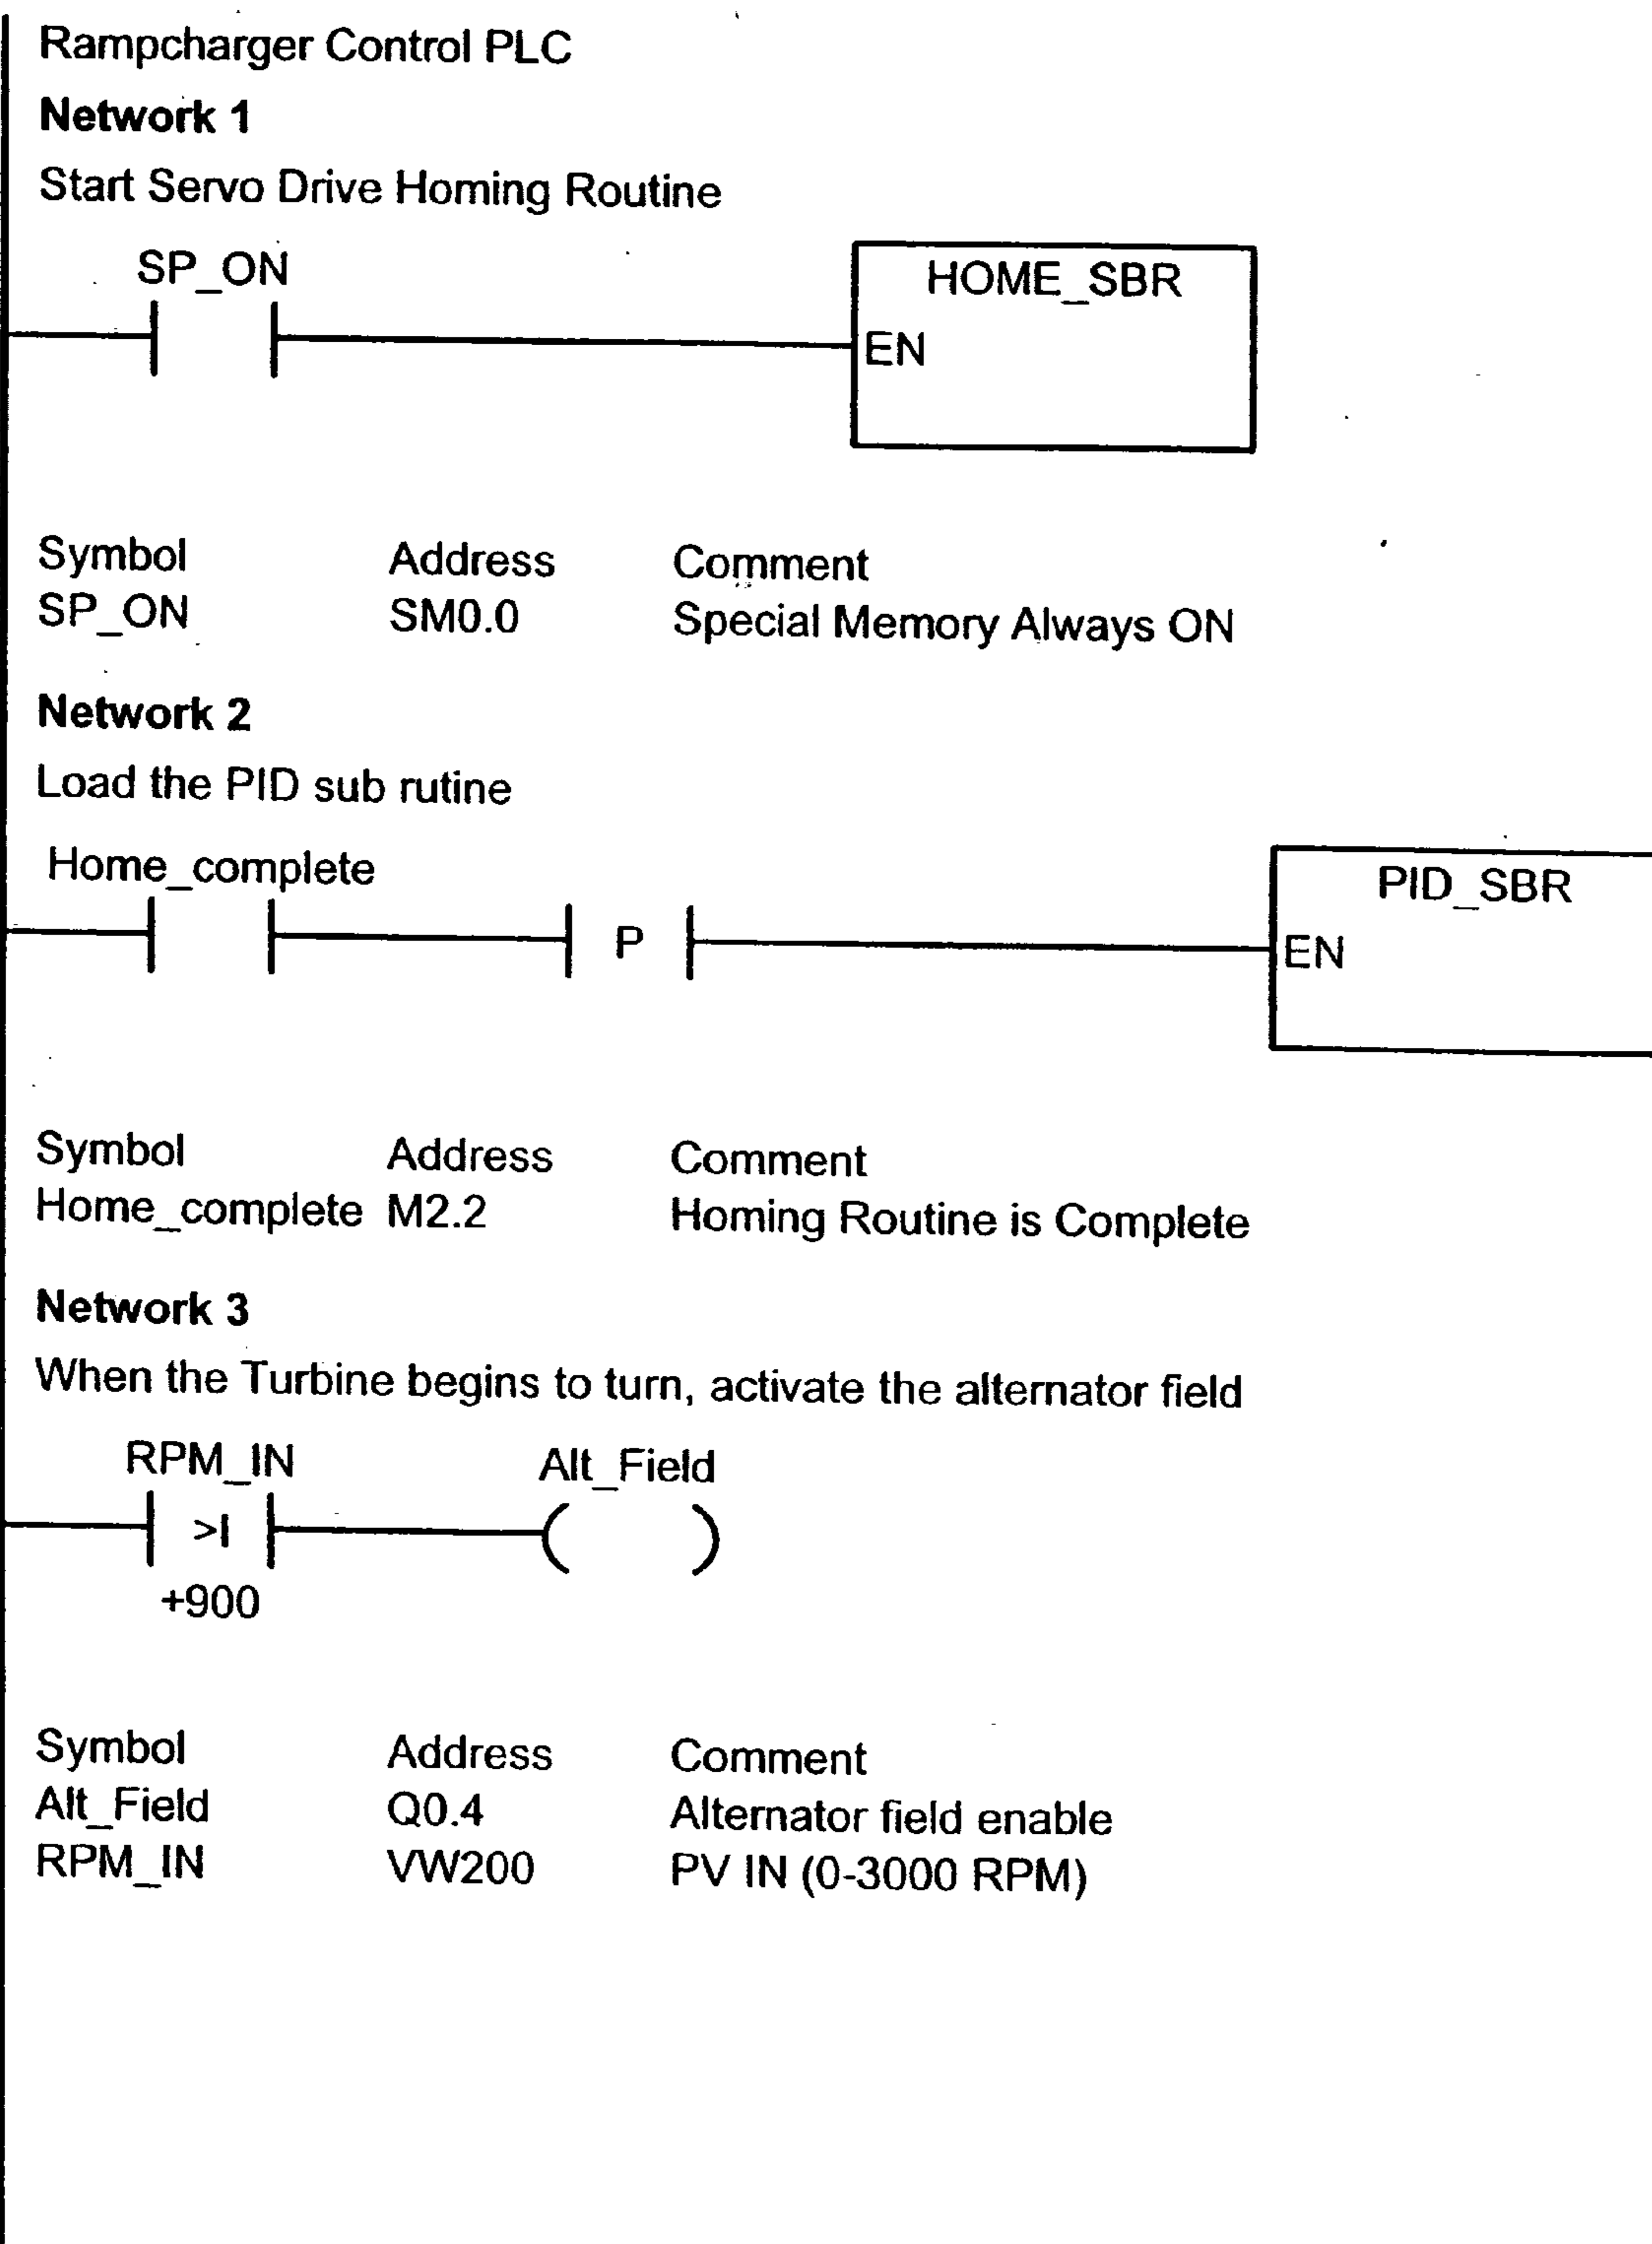 Rampcharger Control PLC
Network 1
Start Servo Drive Homing Routine
SP_ON
HOME_SBR
EN
Symbol Address Comment
SP_ON SM0.0 Special Memory Always ON
Network 2
Load the PID sub rutine
Home_complete
P
PID_SBR
EN
Symbol Address Comment
Home_complete M2.2 Homing Routine is Complete
Network 3
When the Turbine begins to turn, activate the alternator field
RPM_IN Alt_Field
>I
+900
Symbol Address Comment
Alt_Field Q0.4 Alternator field enable
RPM_IN VW200 PV IN (0-3000 RPM)